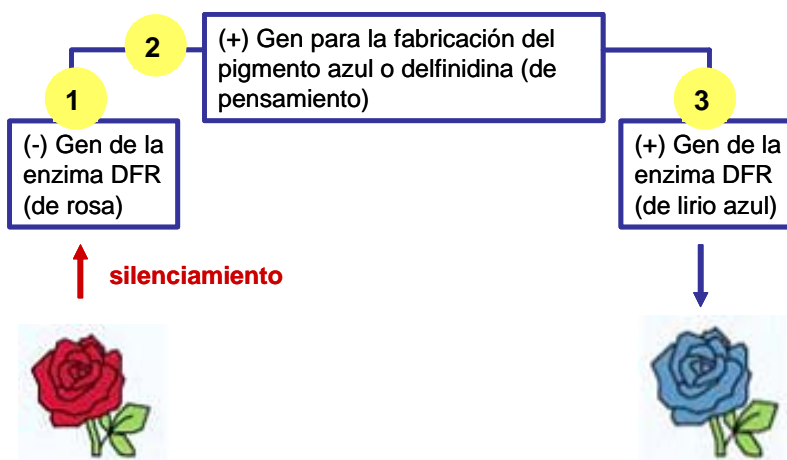 2
(+) Gen para la fabricación del
pigmento azul o delfinidina (de
pensamiento)
1
(-) Gen de la
enzima DFR
(de rosa)
3
(+) Gen de la
enzima DFR
(de lirio azul)
silenciamiento